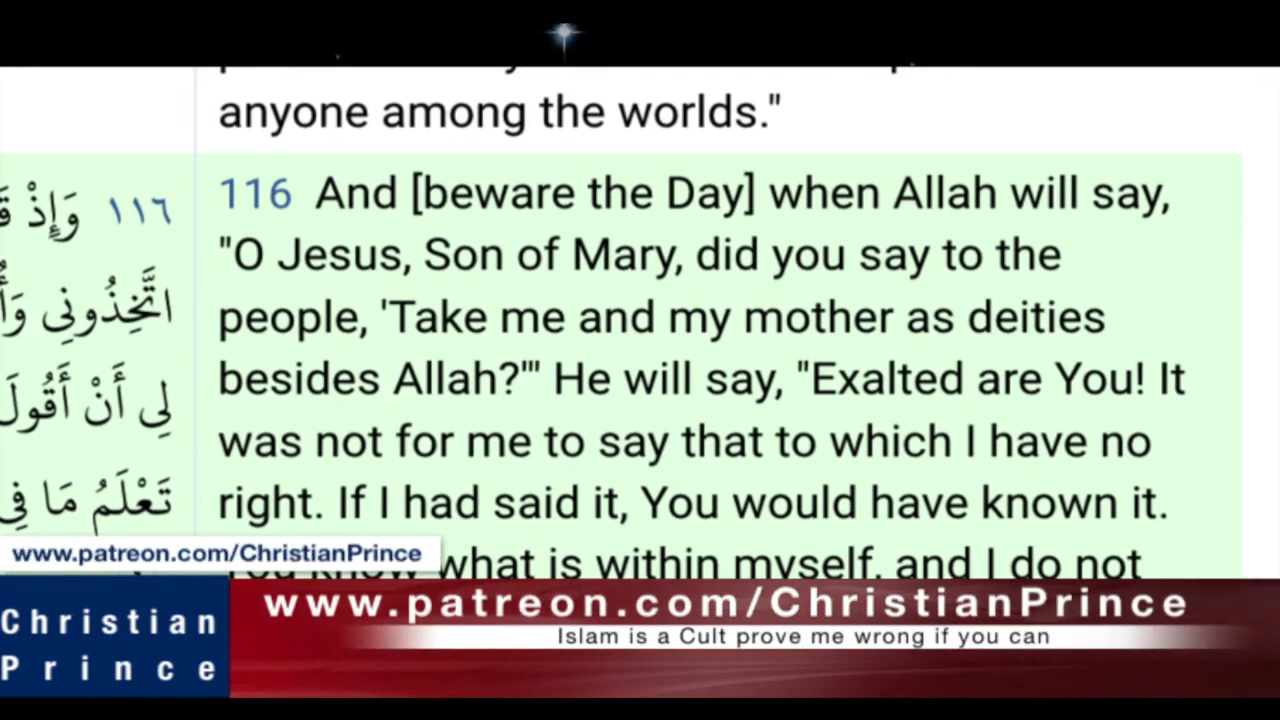 anyone among the worlds."
116 And [beware the Day] when Allah will say,
"O Jesus, Son of Mary, did you say to the
people, 'Take me and my mother as deities
besides Allah?'" He will say, "Exalted are You! It
was not for me to say that to which I have no
right. If I had said it, You would have known it.
You know what is within myself, and I do not
١١٦ وَإِذْ
اتَّخِذُونِى
لِى أَنْ أَقُولَ
تَعْلَمُ مَا فِى
www.patreon.com/ChristianPrince
Christian
Prince
www.patreon.com/ChristianPrince
Islam is a Cult prove me wrong if you can